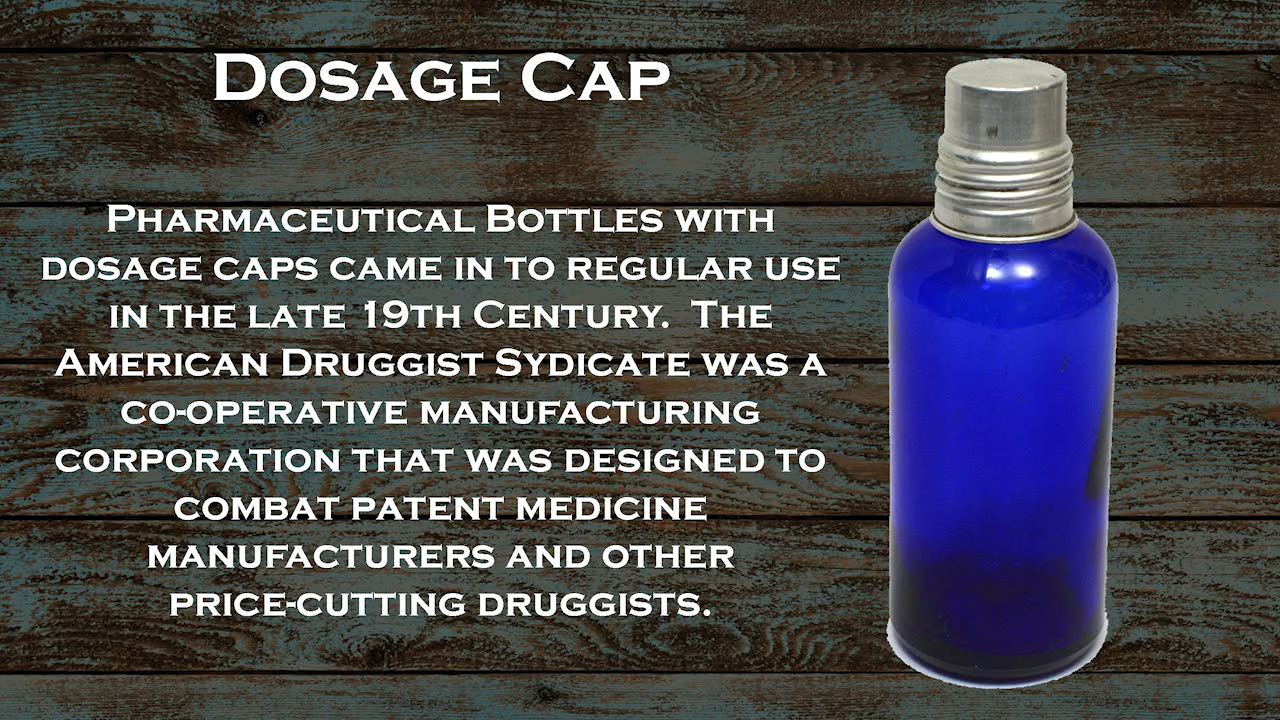 Dosage Cap
Pharmaceutical Bottles with
dosage caps came in to regular use
in the late 19th Century.  The
American Druggist Sydicate was a
co-operative manufacturing
corporation that was designed to
combat patent medicine
manufacturers and other
price-cutting druggists.